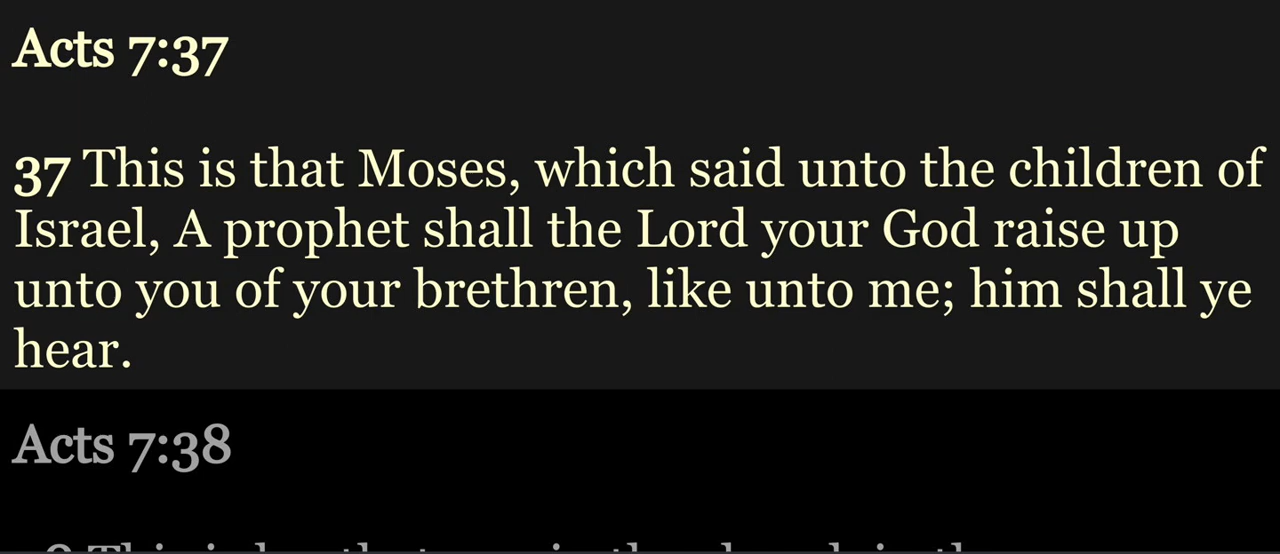 Acts 7:37
37 This is that Moses, which said unto the children of
Israel, A prophet shall the Lord your God raise up
unto you of your brethren, like unto me; him shall ye
hear.
Acts 7:38